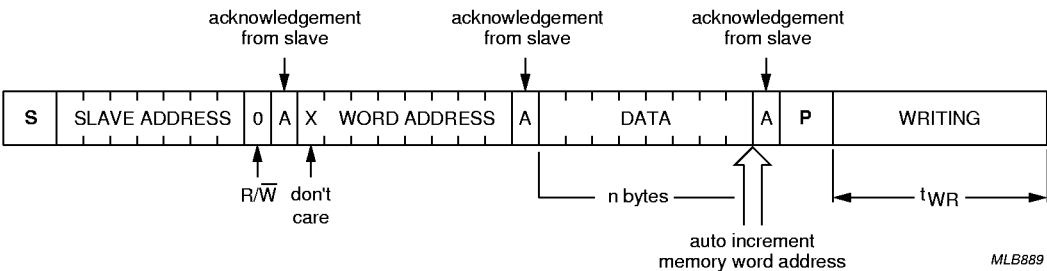 acknowledgement
from slave
acknowledgement
from slave
acknowledgement
from slave
S SLAVE ADDRESS 0 A X WORD ADDRESS A DATA A P WRITING
R/W̅
don't
care
n bytes
tWR
auto increment
memory word address
MLB889